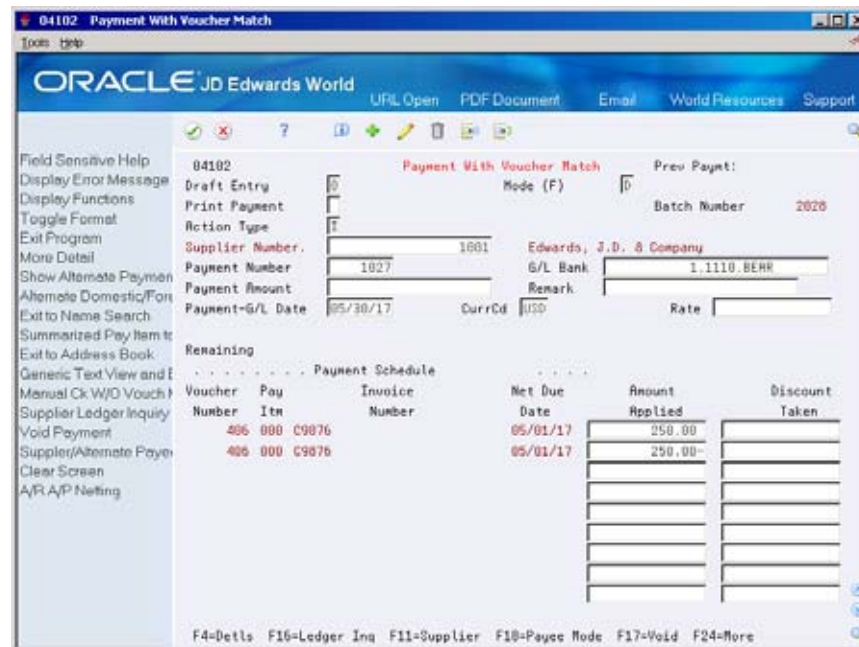 04102 Payment With Voucher Match
Tools Help
ORACLE JD Edwards World
URL Open PDF Document Email World Resources Support
Field Sensitive Help
Display Error Message
Display Functions
Toggle Format
Exit Program
More Detail
Show Alternate Paymen
Alternate Domestic/Fore
Exit to Name Search
Summarized Pay Item to
Exit to Address Book
Generic Text View and E
Manual Ck W/O Vouch M
Supplier Ledger Inquiry
Void Payment
Suppler/Alternate Payee
Clear Screen
A/R A/P Netting
04102 Payment With Voucher Match Prev Paymt:
Draft Entry 0 Mode (F) D
Print Payment Batch Number 2028
Action Type I
Supplier Number. 1001 Edwards, J.D. & Company
Payment Number 1027 G/L Bank 1.1110.BEAR
Payment Amount Remark
Payment-G/L Date 05/30/17 CurrCd USD Rate
Remaining
. . . . . . . . Payment Schedule . . . .
Voucher Pay Invoice Net Due Amount Discount
Number Itm Number Date Applied Taken
406 000 C9876 05/01/17 250.00
406 000 C9876 05/01/17 250.00-
F4=Detls F16=Ledger Inq F11=Supplier F18=Payee Mode F17=Void F24=More